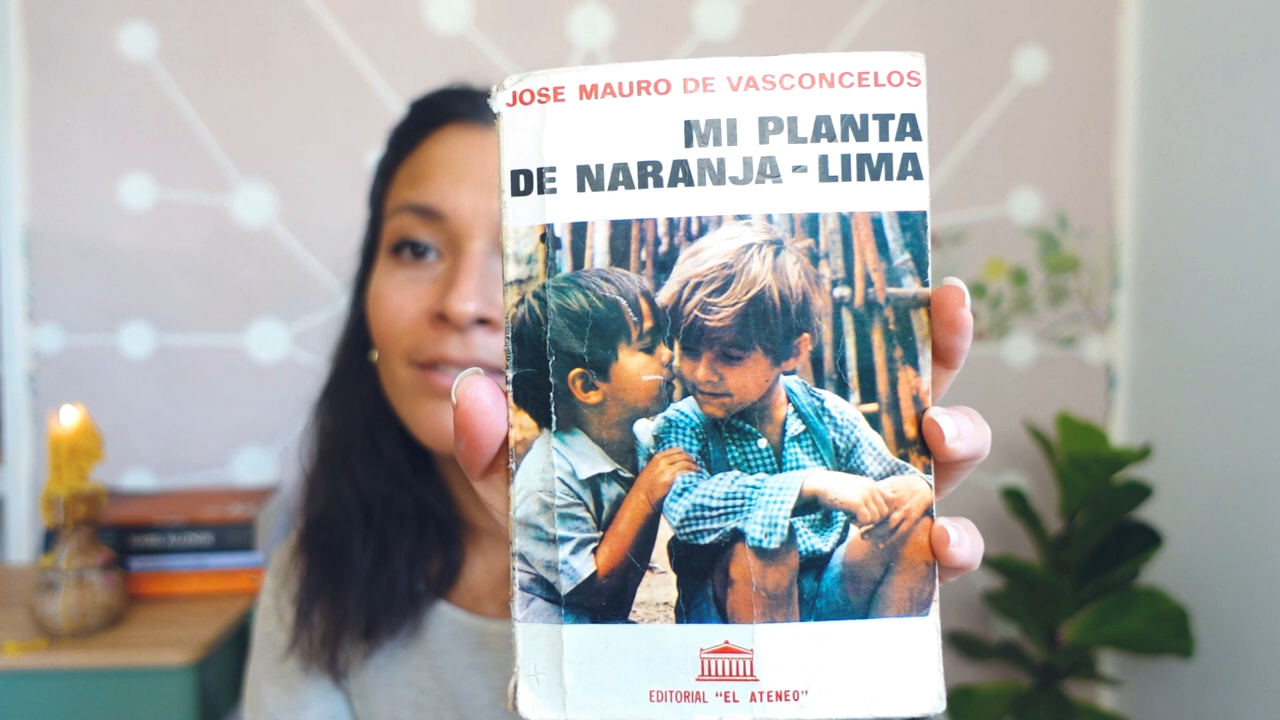 JOSE MAURO DE VASCONCELOS
MI PLANTA
DE NARANJA-LIMA
EDITORIAL "EL ATENEO"